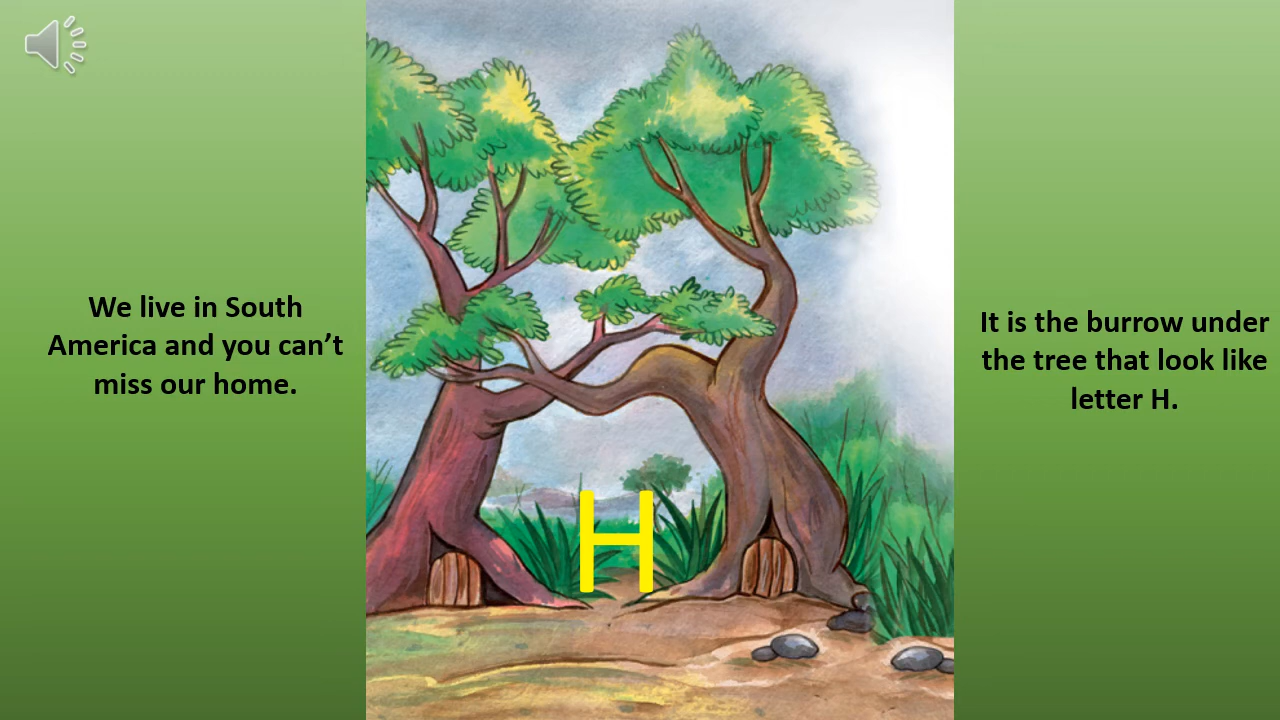 We live in South
America and you can’t
miss our home.
H
It is the burrow under
the tree that look like
letter H.